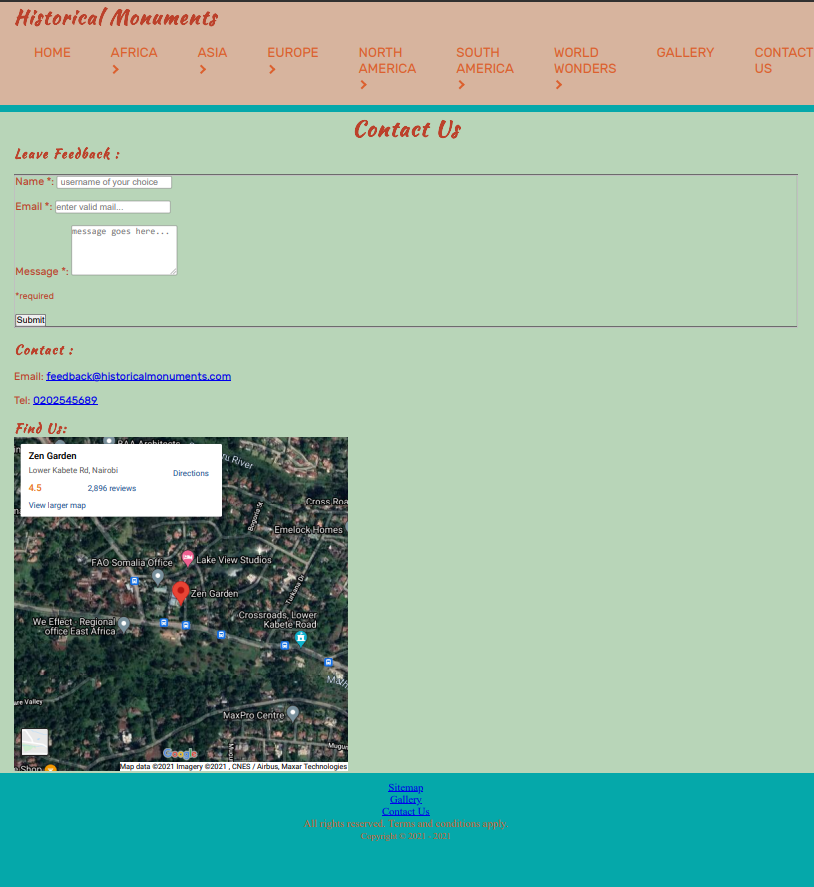 Historical Monuments
HOME
AFRICA
ASIA
EUROPE
NORTH
AMERICA
SOUTH
AMERICA
WORLD
WONDERS
GALLERY
CONTACT
US
Contact Us
Leave Feedback :
Name *: username of your choice
Email *: enter valid mail...
message goes here...
Message *:
*required
Submit
Contact :
Email: feedback@historicalmonuments.com
Tel: 0202545689
Find Us:
Zen Garden
Lower Kabete Rd, Nairobi
Directions
4.5 2,896 reviews
View larger map
Bogoria St
Emelock Homes
FAO Somalia Office
Lake View Studios
Turkana Dr
Zen Garden
We Effect - Regional
office East Africa
Crossroads, Lower
Kabete Road
MaxPro Centre
Google
Map data ©2021 Imagery ©2021 , CNES / Airbus, Maxar Technologies
Sitemap
Gallery
Contact Us
All rights reserved. Terms and conditions apply
Copyright © 2021 - 2021